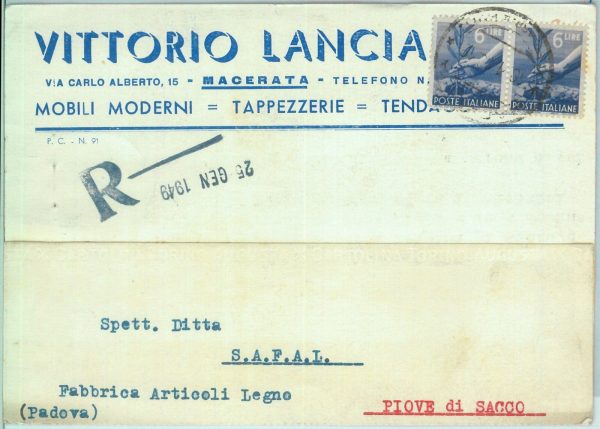 VITTORIO LANCIA
VIA CARLO ALBERTO, 15 - MACERATA - TELEFONO N.
MOBILI MODERNI = TAPPEZZERIE = TENDA
P. C. - N. 91
6 LIRE
POSTE ITALIANE
6 LIRE
POSTE ITALIANE
R
25 GEN 1949
Spett. Ditta
S.A.F.A.L.
Fabbrica Articoli Legno
(Padova)
PIOVE di SACCO